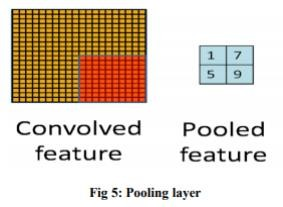 1 7
5 9
Convolved
feature
Pooled
feature
Fig 5: Pooling layer